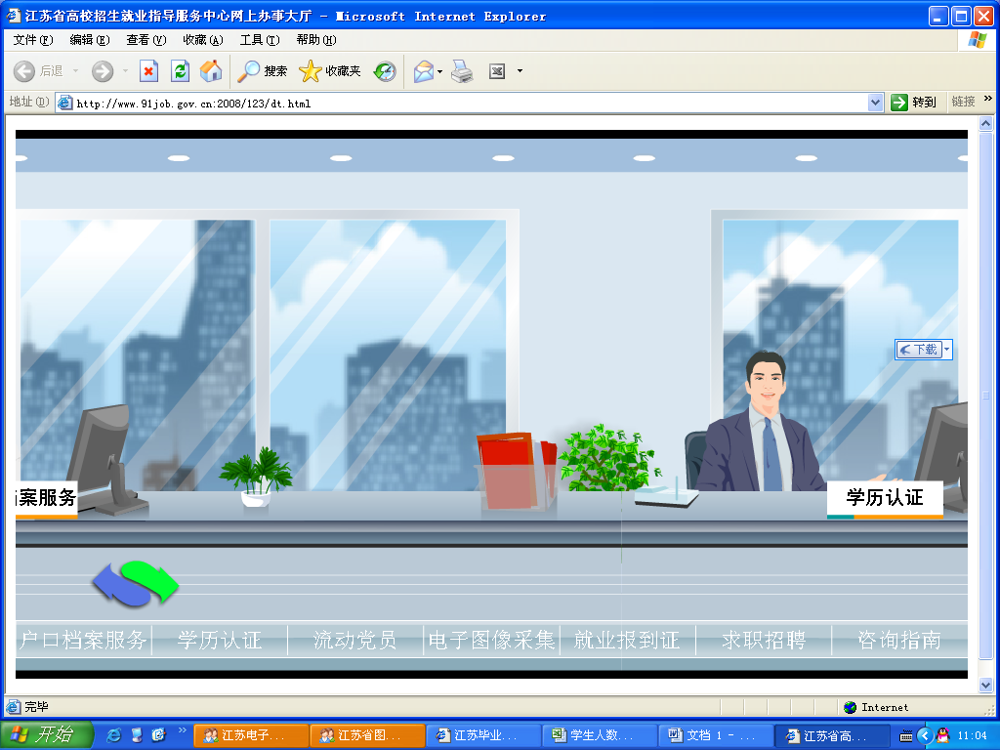 江苏省高校招生就业指导服务中心网上办事大厅 - Microsoft Internet Explorer
文件(F) 编辑(E) 查看(V) 收藏(A) 工具(T) 帮助(H)
后退 搜索 收藏夹
地址(D) http://www.91job.gov.cn:2008/123/dt.html 转到 链接 »
下载
案服务
学历认证
户口档案服务 学历认证 流动党员 电子图像采集 就业报到证 求职招聘 咨询指南
完毕 Internet
开始 » 江苏电子... 江苏省图... 江苏毕业... 学生人数... 文档 1 - ... 江苏省高... 11:04